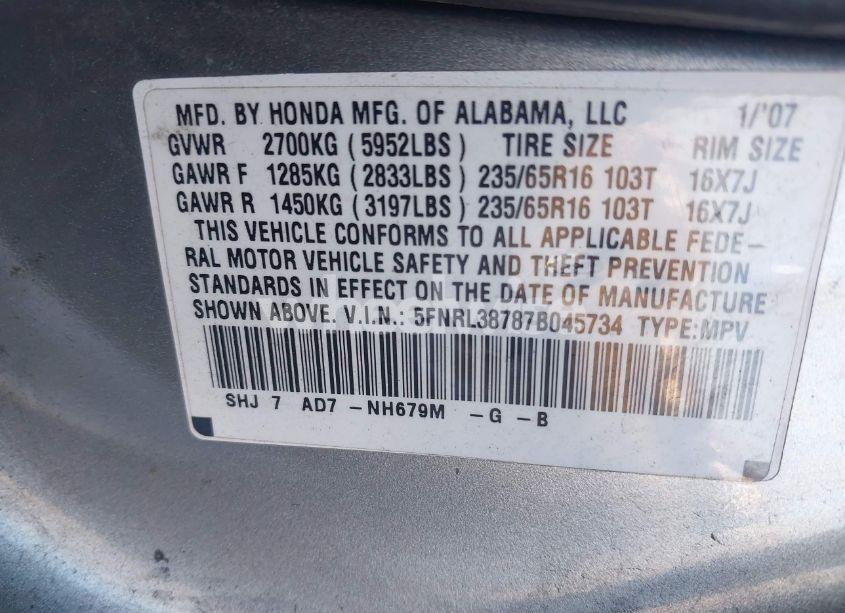 MFD. BY HONDA MFG. OF ALABAMA, LLC 1/'07
GVWR 2700KG (5952LBS) TIRE SIZE RIM SIZE
GAWR F 1285KG (2833LBS) 235/65R16 103T 16X7J
GAWR R 1450KG (3197LBS) 235/65R16 103T 16X7J
THIS VEHICLE CONFORMS TO ALL APPLICABLE FEDE-
RAL MOTOR VEHICLE SAFETY AND THEFT PREVENTION
STANDARDS IN EFFECT ON THE DATE OF MANUFACTURE
SHOWN ABOVE. V.I.N.: 5FNRL38787B045734 TYPE:MPV
SHJ 7 AD7-NH679M -G -B